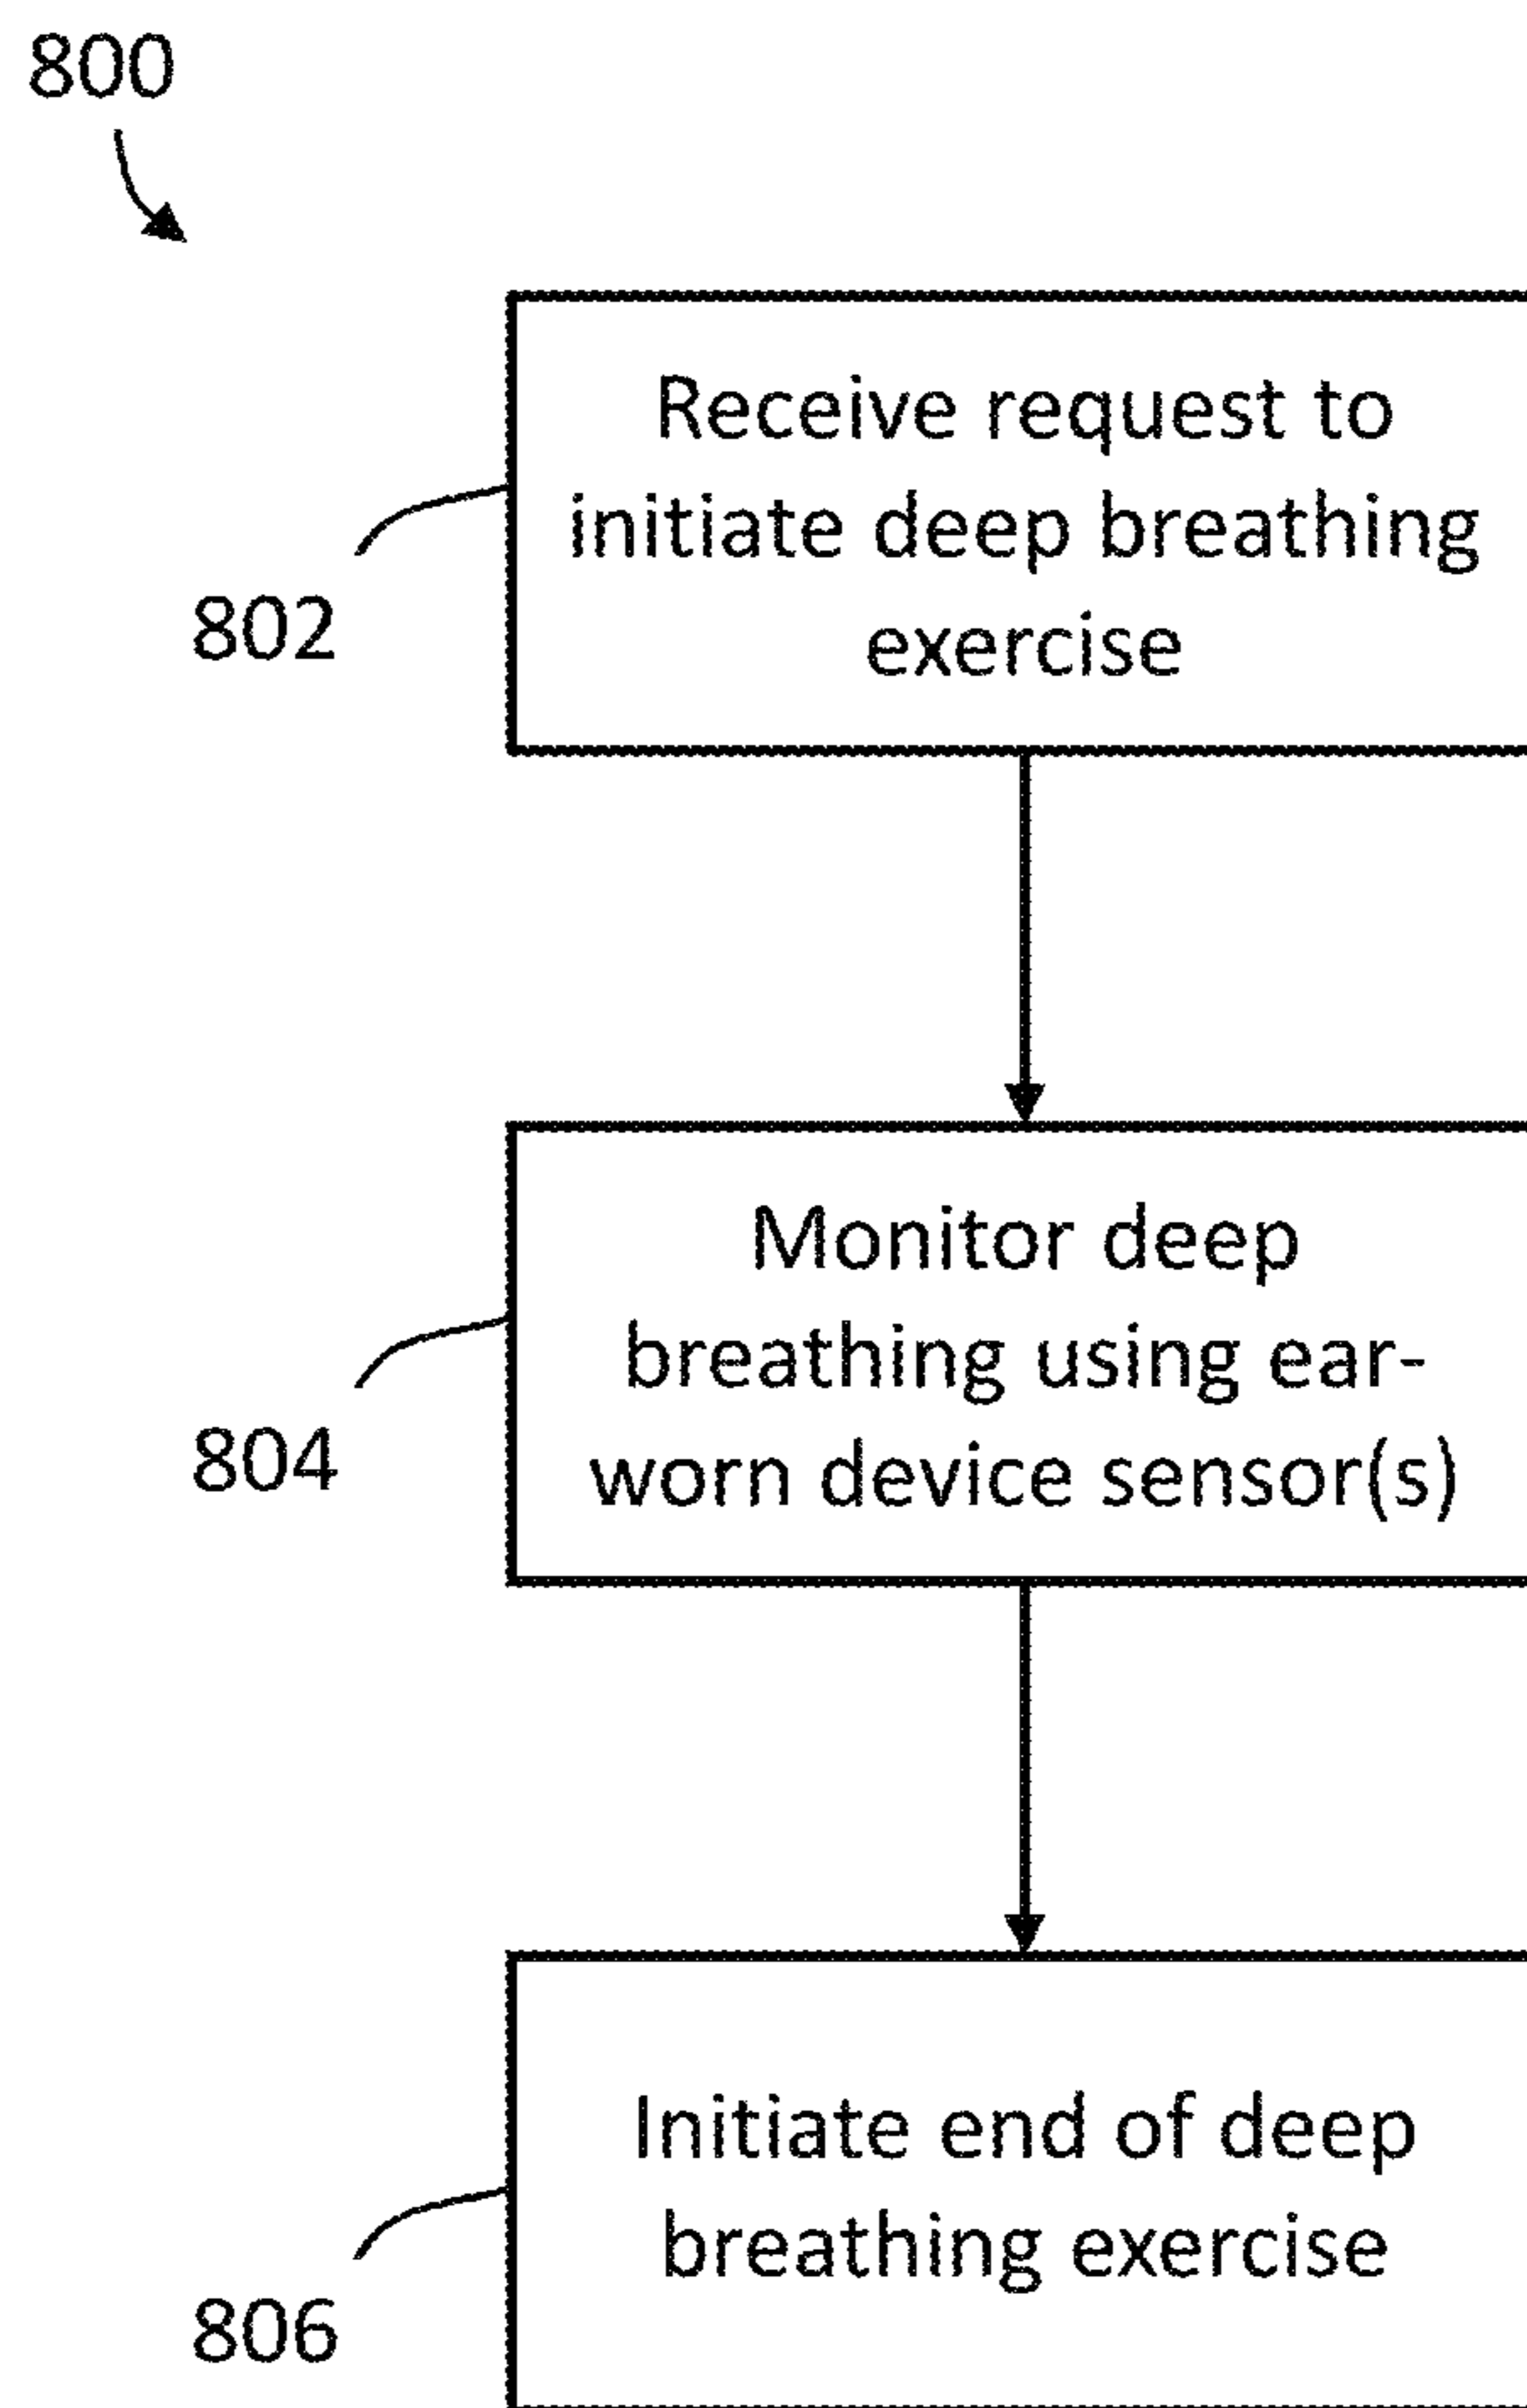 800
Receive request to
initiate deep breathing
exercise
802
Monitor deep
breathing using ear-
worn device sensor(s)
804
Initiate end of deep
breathing exercise
806